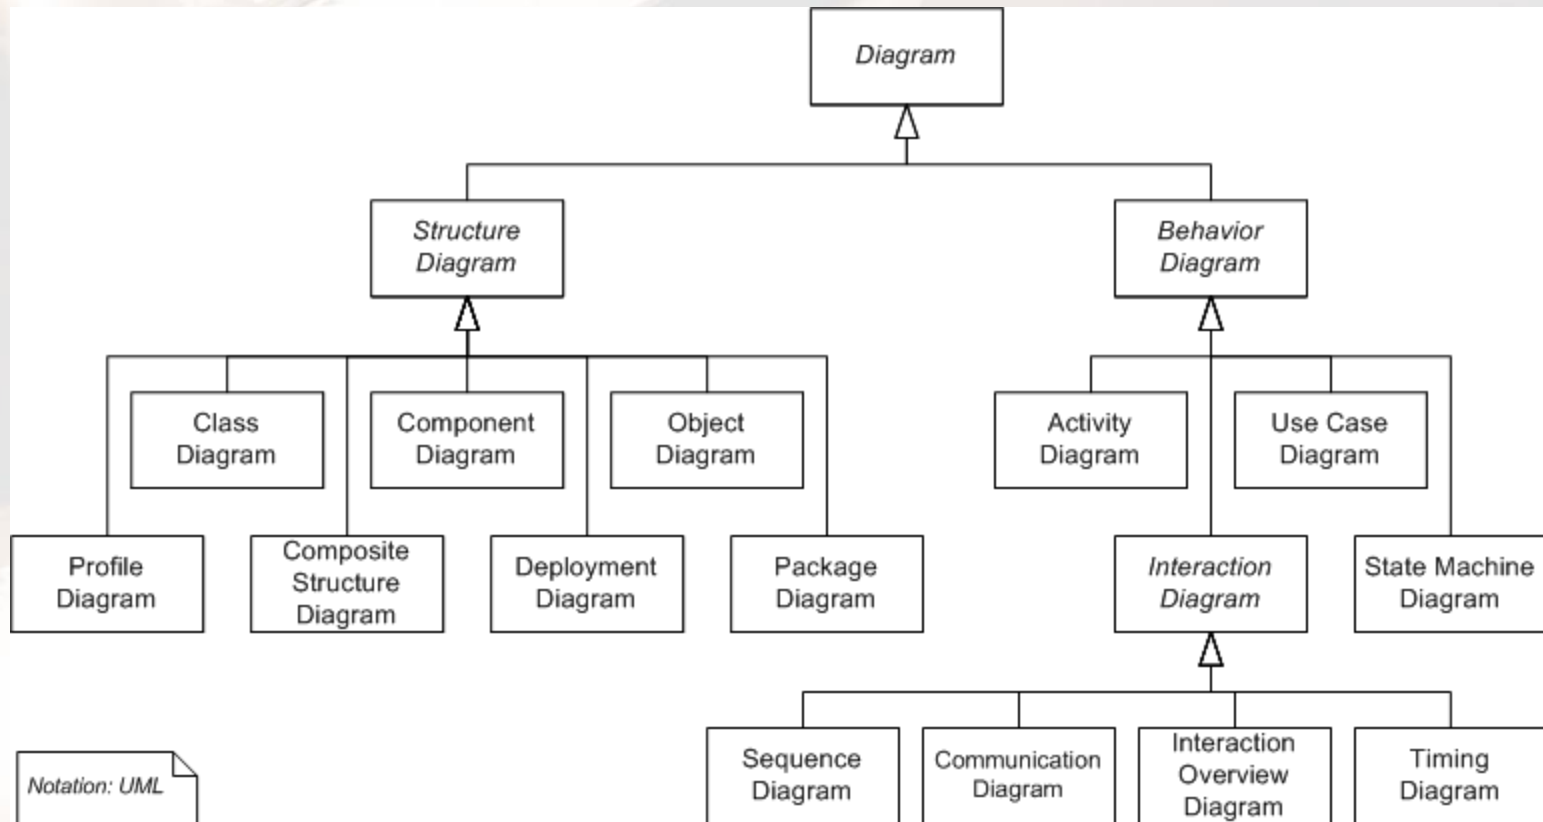 Diagram
Structure
Diagram
Behavior
Diagram
Class
Diagram
Component
Diagram
Object
Diagram
Activity
Diagram
Use Case
Diagram
Profile
Diagram
Composite
Structure
Diagram
Deployment
Diagram
Package
Diagram
Interaction
Diagram
State Machine
Diagram
Sequence
Diagram
Communication
Diagram
Interaction
Overview
Diagram
Timing
Diagram
Notation: UML